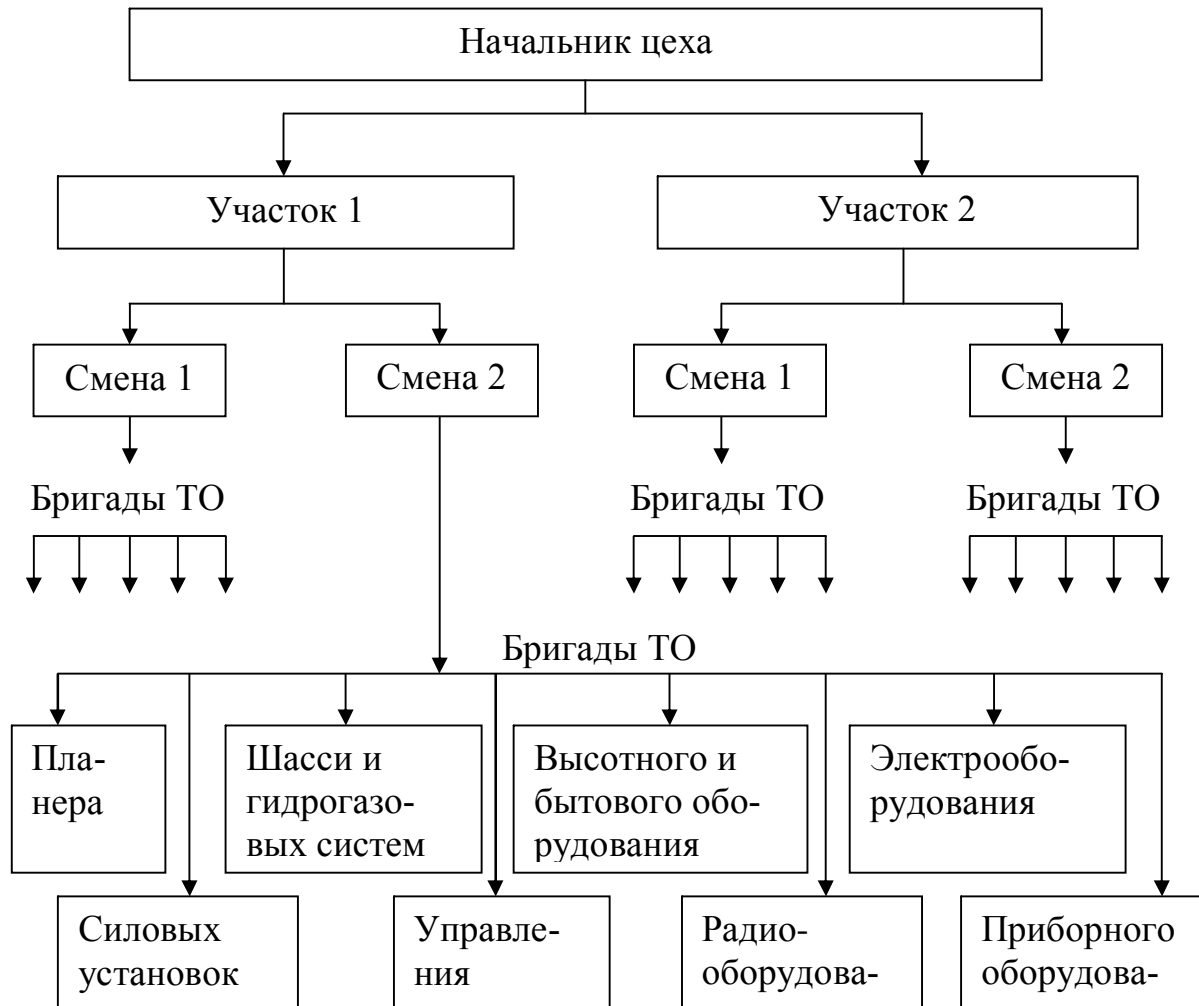 Начальник цеха
Участок 1
Участок 2
Смена 1
Смена 2
Смена 1
Смена 2
Бригады ТО
Бригады ТО
Бригады ТО
Бригады ТО
Пла-
нера
Шасси и
гидрогазо-
вых систем
Высотного и
бытового обо-
рудования
Электрообо-
рудования
Силовых
установок
Управле-
ния
Радио-
оборудова-
Приборного
оборудова-